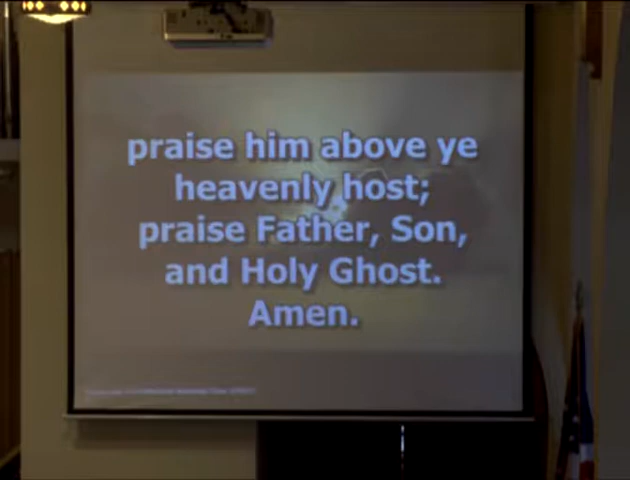 praise him above ye
heavenly host;
praise Father, Son,
and Holy Ghost.
Amen.